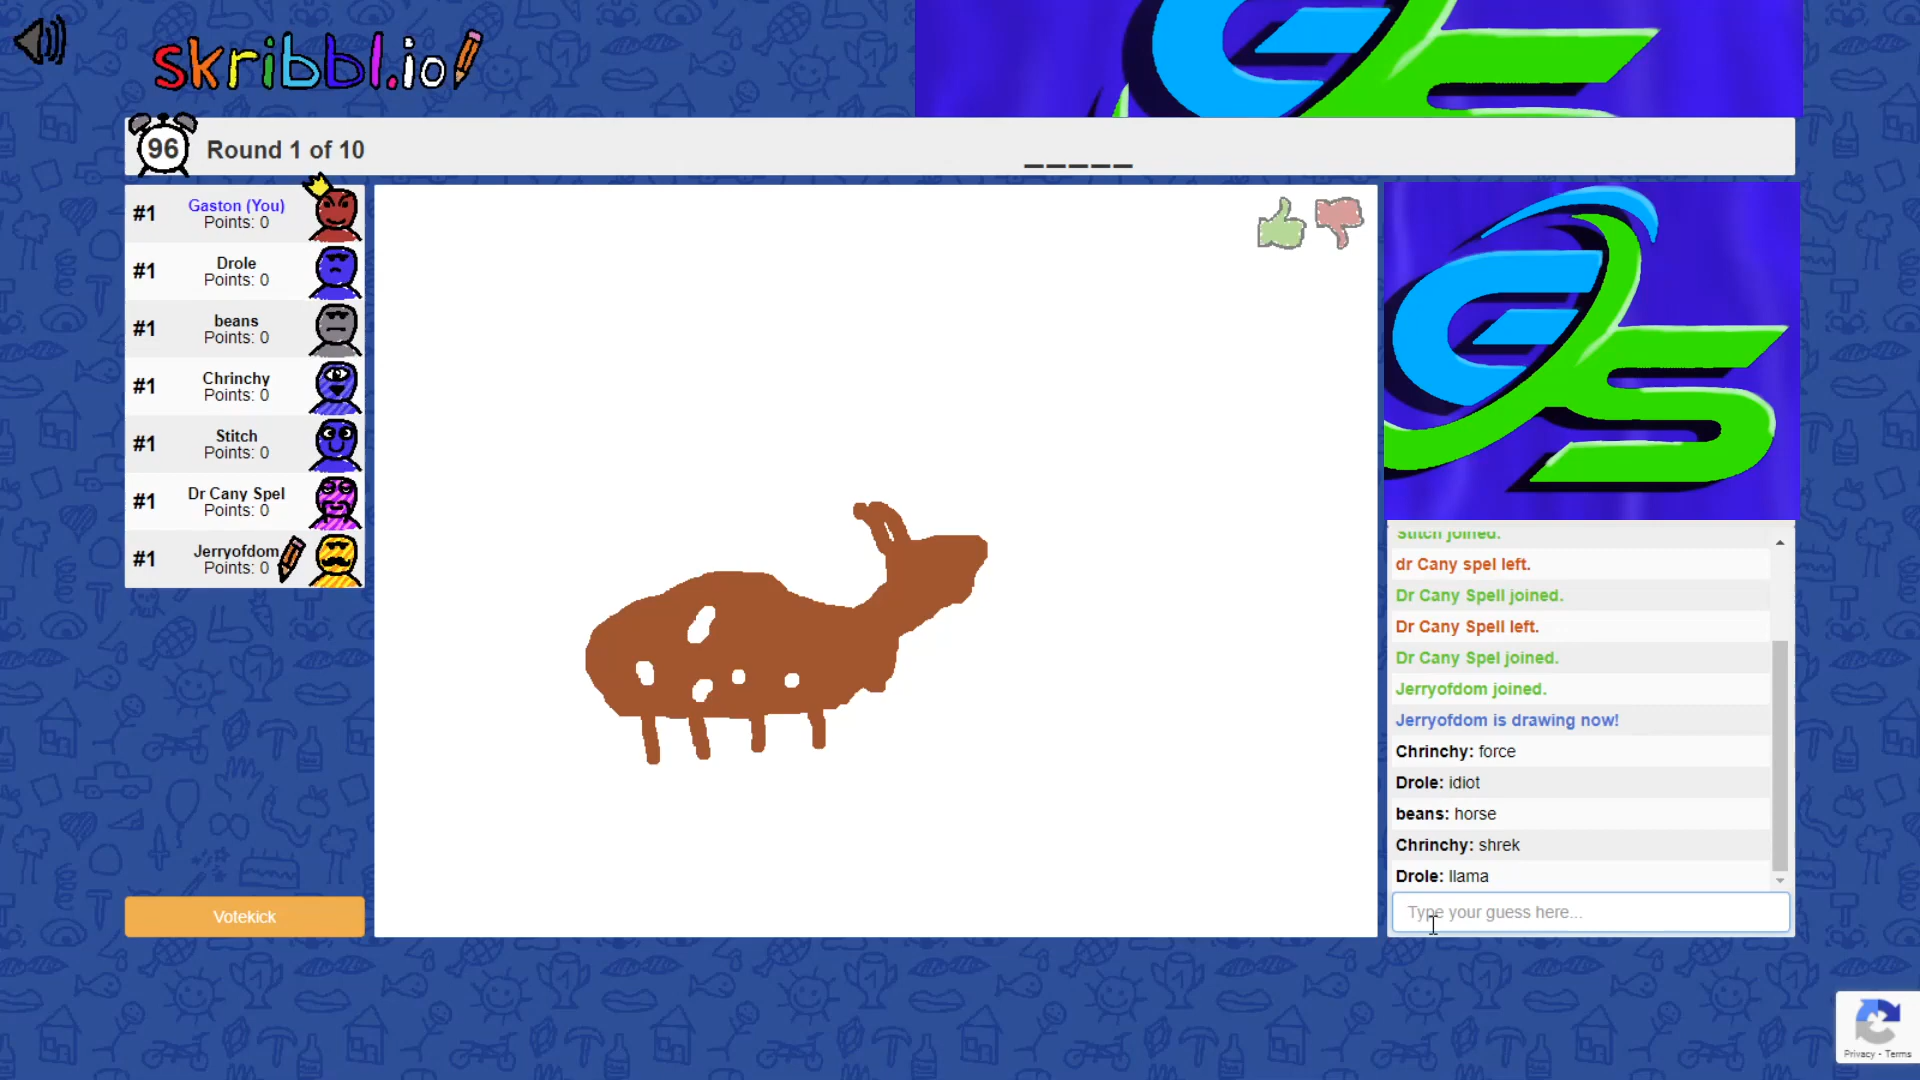 skribbl.io
96
Round 1 of 10
_____
#1
Gaston (You)
Points: 0
#1
Drole
Points: 0
#1
beans
Points: 0
#1
Chrinchy
Points: 0
#1
Stitch
Points: 0
#1
Dr Cany Spel
Points: 0
#1
Jerryofdom
Points: 0
Votekick
Stitch joined.
dr Cany spel left.
Dr Cany Spell joined.
Dr Cany Spell left.
Dr Cany Spel joined.
Jerryofdom joined.
Jerryofdom is drawing now!
Chrinchy: force
Drole: idiot
beans: horse
Chrinchy: shrek
Drole: llama
Type your guess here...
Privacy - Terms